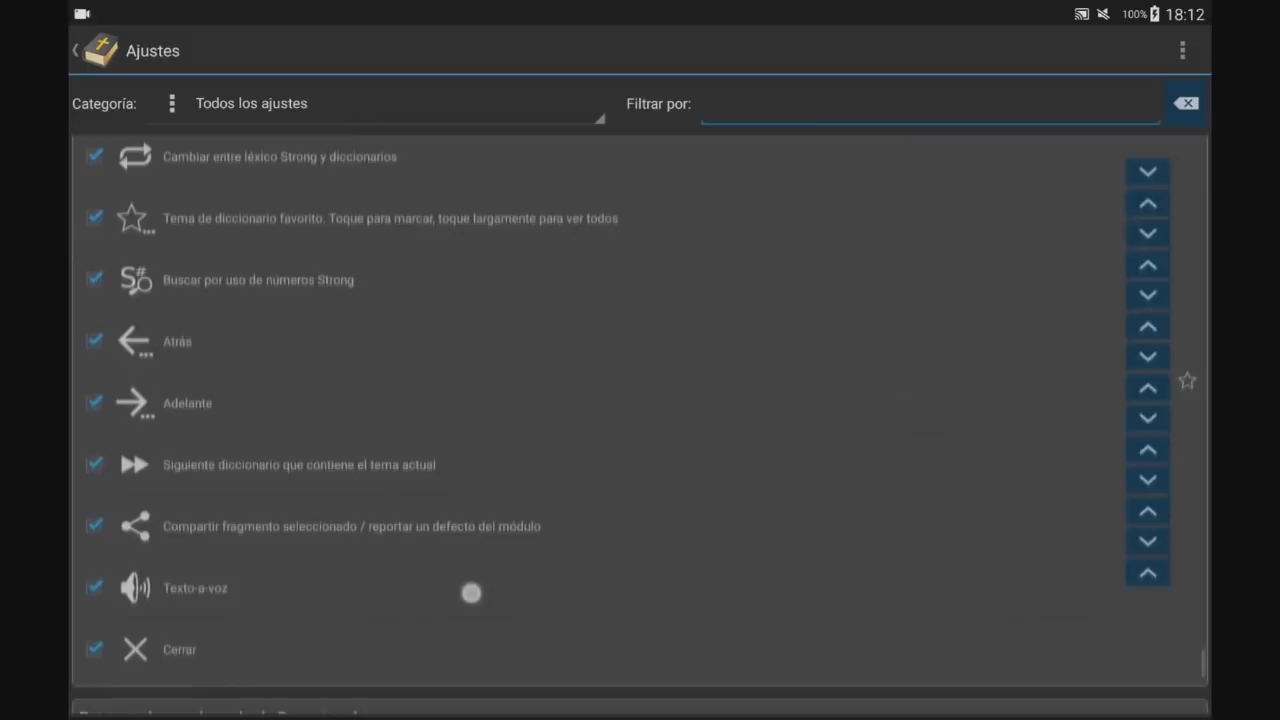 100% 18:12
Ajustes
Categoría: Todos los ajustes Filtrar por:
Cambiar entre léxico Strong y diccionarios
Tema de diccionario favorito. Toque para marcar, toque largamente para ver todos
Buscar por uso de números Strong
Atrás
Adelante
Siguiente diccionario que contiene el tema actual
Compartir fragmento seleccionado / reportar un defecto del módulo
Texto-a-voz
Cerrar